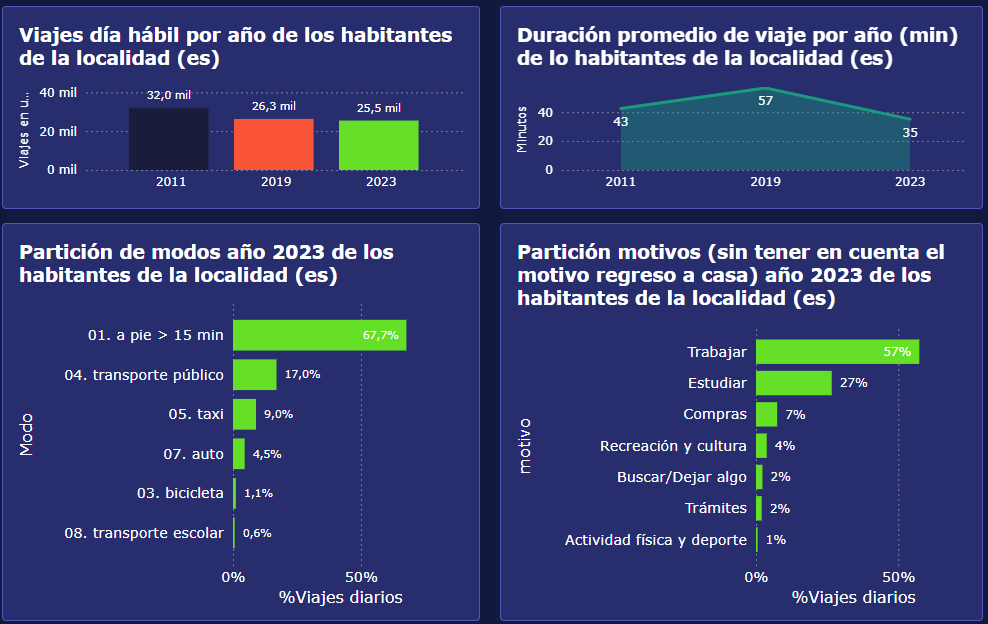 Viajes día hábil por año de los habitantes
de la localidad (es)
Viajes en u...
40 mil
20 mil
0 mil
32,0 mil
26,3 mil
25,5 mil
2011
2019
2023
Duración promedio de viaje por año (min)
de lo habitantes de la localidad (es)
Minutos
40
20
0
43
57
35
2011
2019
2023
Partición de modos año 2023 de los
habitantes de la localidad (es)
Modo
01. a pie > 15 min
67,7%
04. transporte público
17,0%
05. taxi
9,0%
07. auto
4,5%
03. bicicleta
1,1%
08. transporte escolar
0,6%
0%
50%
%Viajes diarios
Partición motivos (sin tener en cuenta el
motivo regreso a casa) año 2023 de los
habitantes de la localidad (es)
motivo
Trabajar
57%
Estudiar
27%
Compras
7%
Recreación y cultura
4%
Buscar/Dejar algo
2%
Trámites
2%
Actividad física y deporte
1%
0%
50%
%Viajes diarios